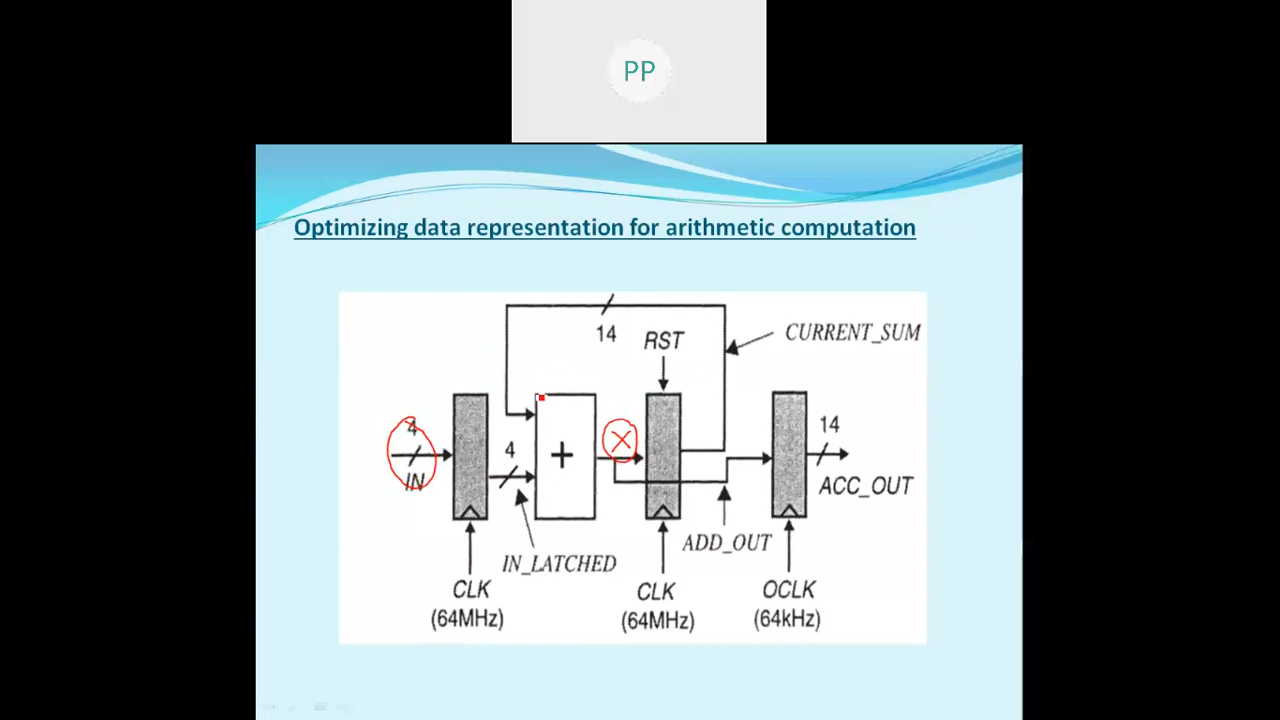 PP
Optimizing data representation for arithmetic computation
14
RST
CURRENT_SUM
4
IN
4
+
14
ACC_OUT
ADD_OUT
IN_LATCHED
CLK
(64MHz)
CLK
(64MHz)
OCLK
(64kHz)